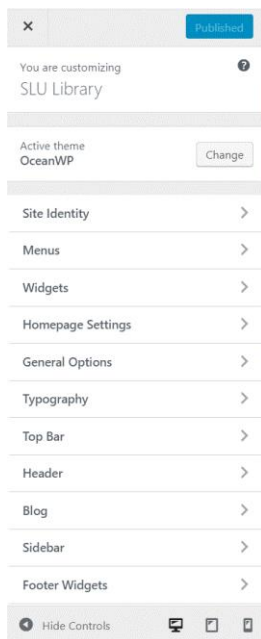 Published
You are customizing
SLU Library
Active theme
OceanWP
Change
Site Identity
Menus
Widgets
Homepage Settings
General Options
Typography
Top Bar
Header
Blog
Sidebar
Footer Widgets
Hide Controls